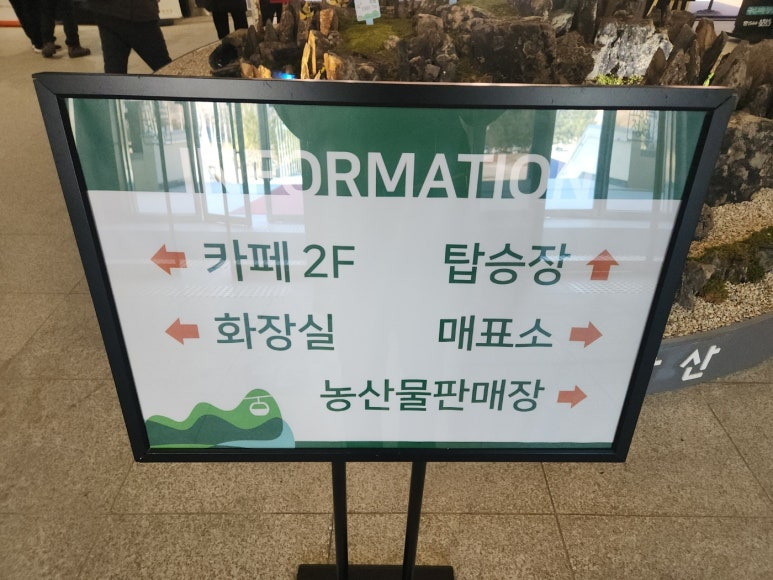 INFORMATION
← 카페 2F
탑승장 ↑
← 화장실
매표소 →
농산물판매장 →
산